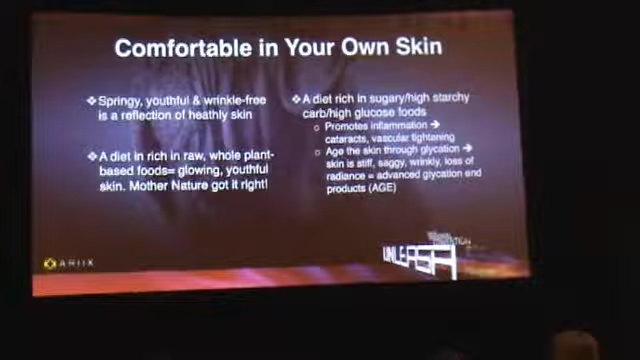 Comfortable in Your Own Skin
❖Springy, youthful & wrinkle-free
is a reflection of heathly skin
❖A diet in rich in raw, whole plant-
based foods= glowing, youthful
skin. Mother Nature got it right!
❖A diet rich in sugary/high starchy
carb/high glucose foods
o Promotes inflammation ➔
cataracts, vascular tightening
o Age the skin through glycation ➔
skin is stiff, saggy, wrinkly, loss of
radiance = advanced glycation end
products (AGE)
ARIIX
UNLEASH